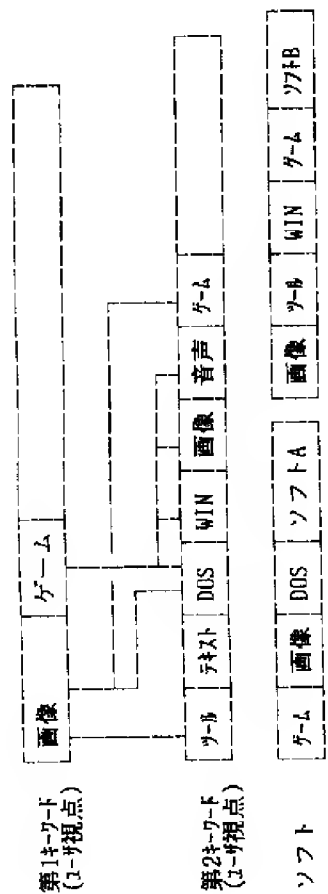 第1キーワード
(ユーザ視点)
画像 ゲーム
第2キーワード
(ユーザ視点)
ツール テキスト DOS WIN 画像 音声 ゲーム
ソフト
ゲーム 画像 DOS ソフトA
画像 ツール WIN ゲーム ソフトB